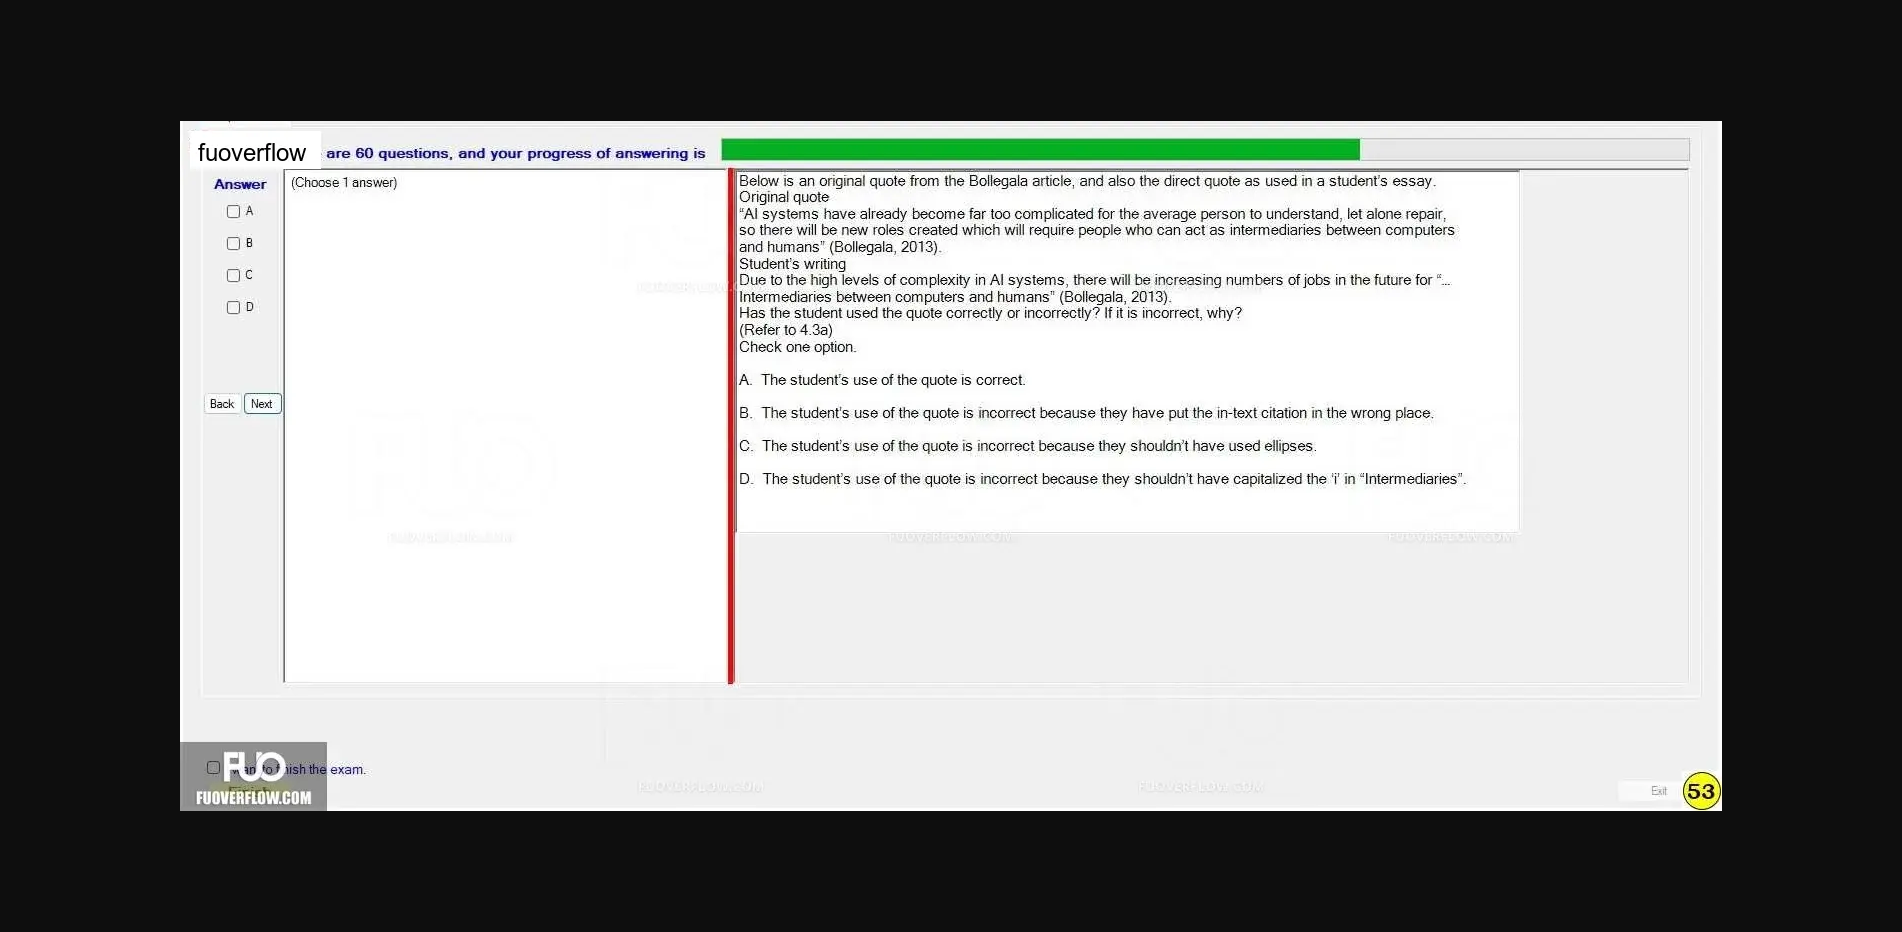 fuoverflow are 60 questions, and your progress of answering is
Answer
(Choose 1 answer)
A
B
C
D
Back Next
Below is an original quote from the Bollegala article, and also the direct quote as used in a student's essay.
Original quote
“AI systems have already become far too complicated for the average person to understand, let alone repair,
so there will be new roles created which will require people who can act as intermediaries between computers
and humans” (Bollegala, 2013).
Student's writing
Due to the high levels of complexity in AI systems, there will be increasing numbers of jobs in the future for “...
Intermediaries between computers and humans” (Bollegala, 2013).
Has the student used the quote correctly or incorrectly? If it is incorrect, why?
(Refer to 4.3a)
Check one option.
A. The student's use of the quote is correct.
B. The student's use of the quote is incorrect because they have put the in-text citation in the wrong place.
C. The student's use of the quote is incorrect because they shouldn't have used ellipses.
D. The student's use of the quote is incorrect because they shouldn't have capitalized the ‘i’ in “Intermediaries”.
FUOVERFLOW.COM
FUOVERFLOW.COM
FUOVERFLOW.COM
FUO
the exam.
FUOVERFLOW.COM
FUOVERFLOW.COM
FUOVERFLOW.COM
Exit
53